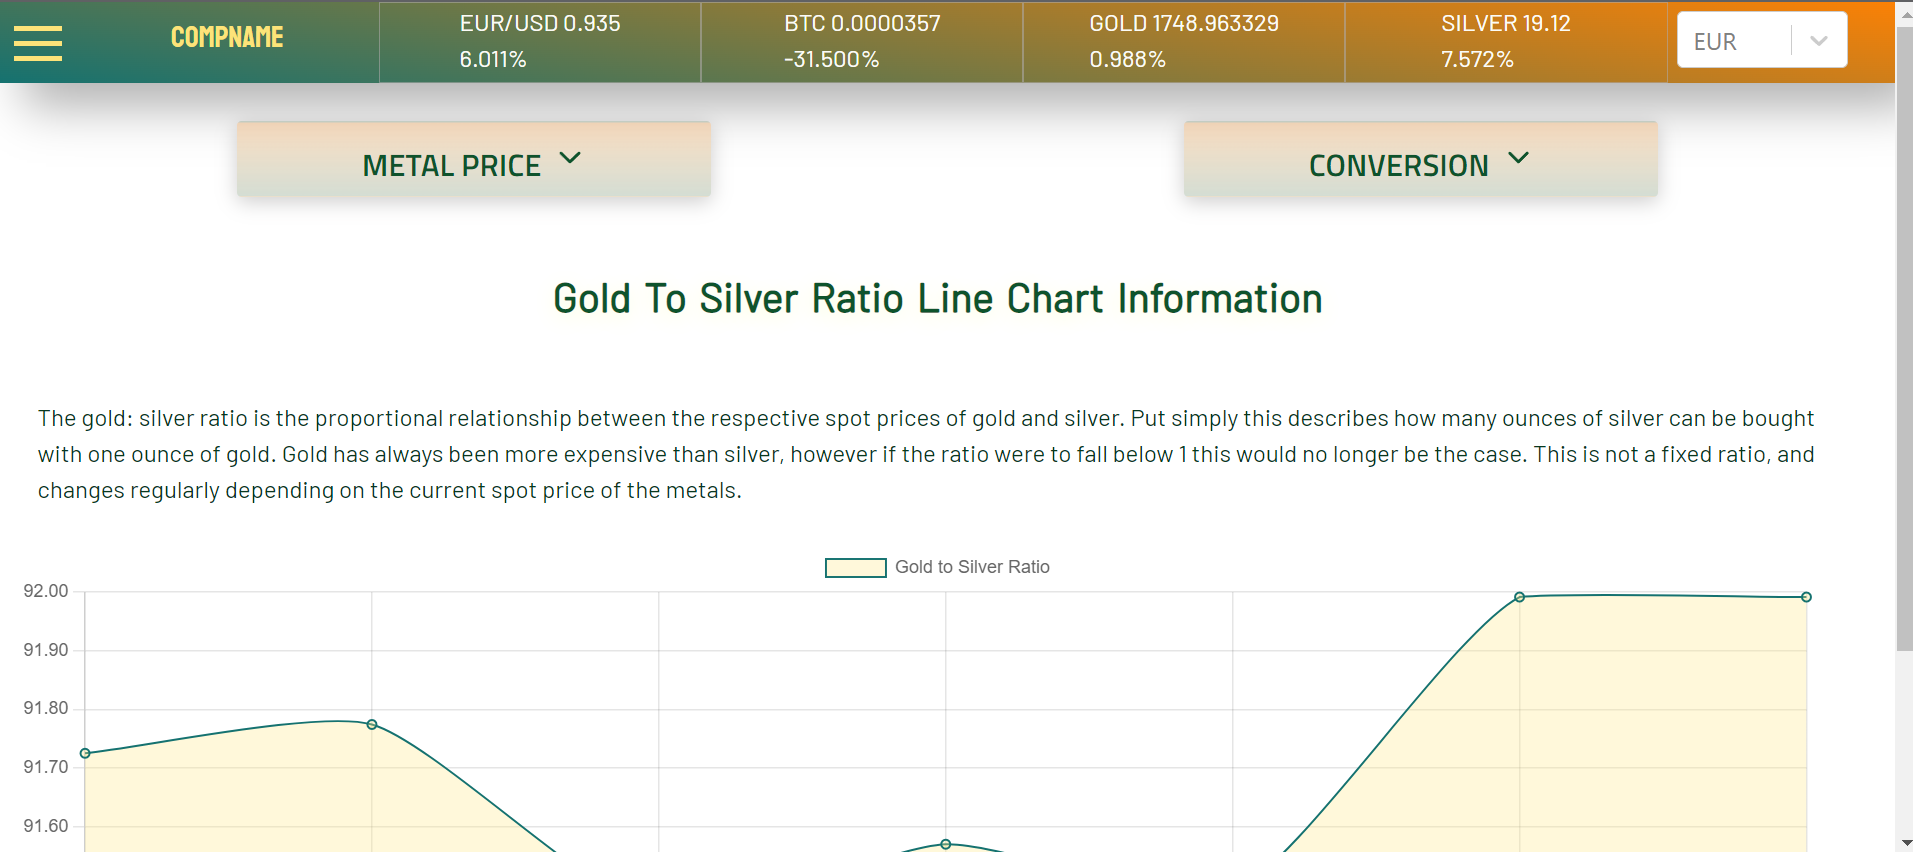 COMPNAME
EUR/USD 0.935
6.011%
BTC 0.0000357
-31.500%
GOLD 1748.963329
0.988%
SILVER 19.12
7.572%
EUR
METAL PRICE
CONVERSION
Gold To Silver Ratio Line Chart Information
The gold: silver ratio is the proportional relationship between the respective spot prices of gold and silver. Put simply this describes how many ounces of silver can be bought
with one ounce of gold. Gold has always been more expensive than silver, however if the ratio were to fall below 1 this would no longer be the case. This is not a fixed ratio, and
changes regularly depending on the current spot price of the metals.
Gold to Silver Ratio
92.00
91.90
91.80
91.70
91.60